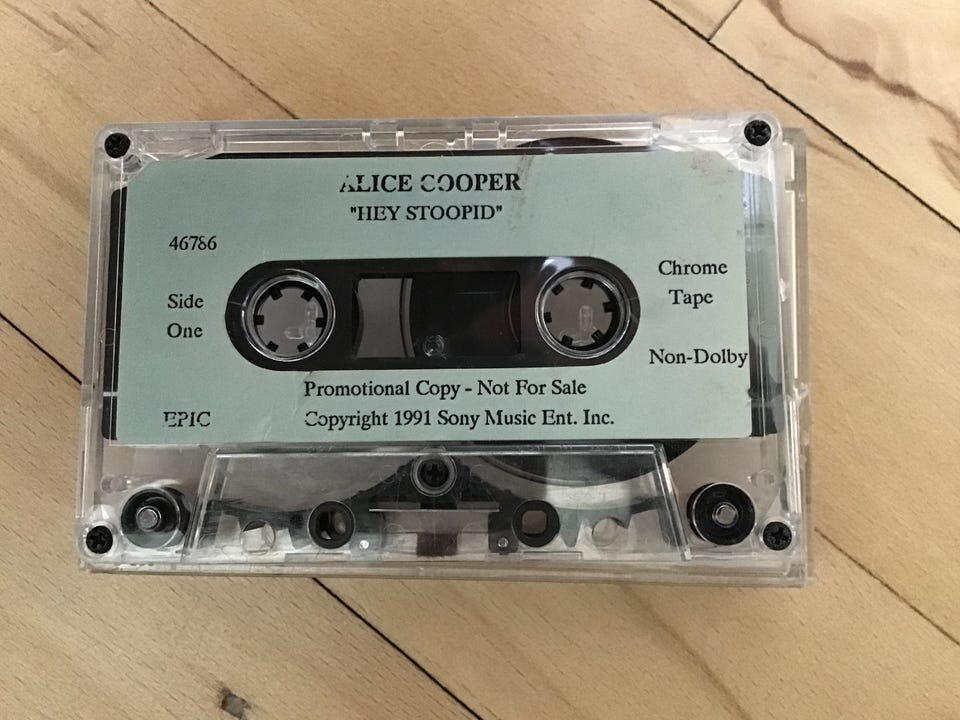 ALICE COOPER
"HEY STOOPID"
46786
Side
One
Chrome
Tape
Non-Dolby
Promotional Copy - Not For Sale
EPIC
Copyright 1991 Sony Music Ent. Inc.